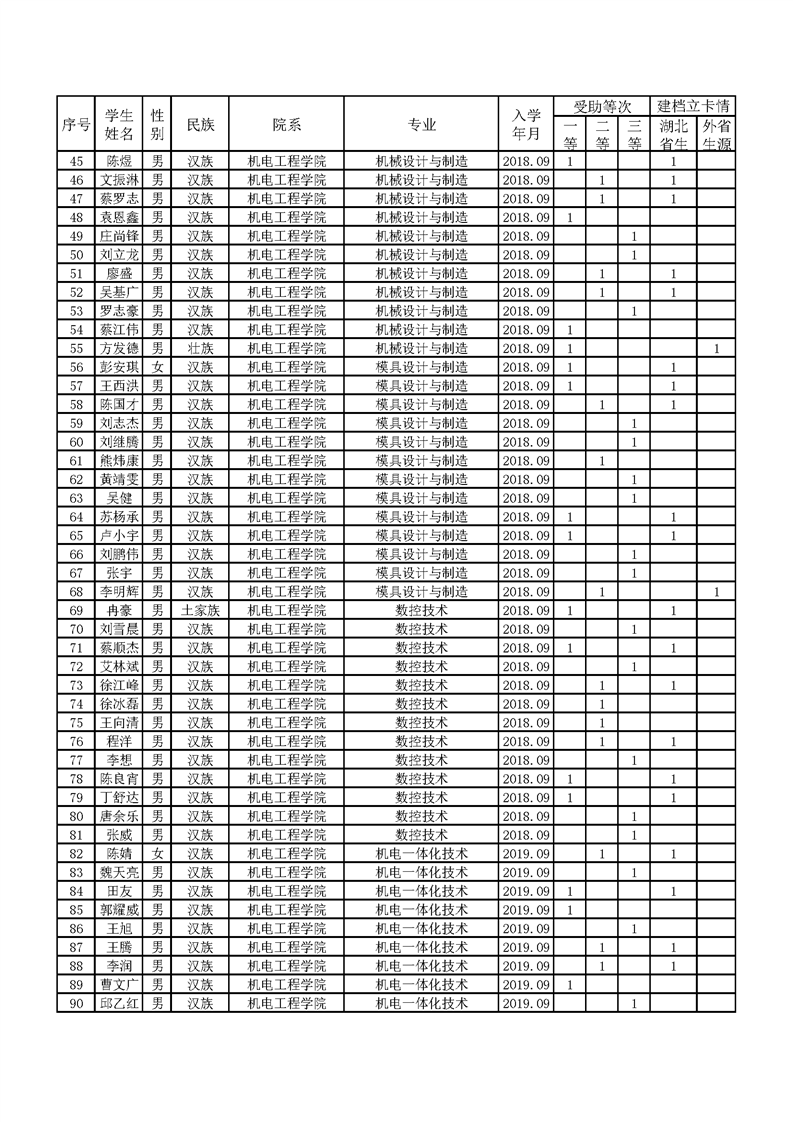 序号 学生姓名 性别 民族 院系 专业 入学年月 受助等次 建档立卡情
一等 二等 三等 湖北省生 外省生源
45 陈煜 男 汉族 机电工程学院 机械设计与制造 2018.09 1 1
46 文振淋 男 汉族 机电工程学院 机械设计与制造 2018.09 1 1
47 蔡罗志 男 汉族 机电工程学院 机械设计与制造 2018.09 1 1
48 袁恩鑫 男 汉族 机电工程学院 机械设计与制造 2018.09 1
49 庄尚锋 男 汉族 机电工程学院 机械设计与制造 2018.09 1
50 刘立龙 男 汉族 机电工程学院 机械设计与制造 2018.09 1
51 廖盛 男 汉族 机电工程学院 机械设计与制造 2018.09 1 1
52 吴基广 男 汉族 机电工程学院 机械设计与制造 2018.09 1 1
53 罗志豪 男 汉族 机电工程学院 机械设计与制造 2018.09 1
54 蔡江伟 男 汉族 机电工程学院 机械设计与制造 2018.09 1
55 方发德 男 壮族 机电工程学院 机械设计与制造 2018.09 1 1
56 彭安琪 女 汉族 机电工程学院 模具设计与制造 2018.09 1 1
57 王西洪 男 汉族 机电工程学院 模具设计与制造 2018.09 1 1
58 陈国才 男 汉族 机电工程学院 模具设计与制造 2018.09 1 1
59 刘志杰 男 汉族 机电工程学院 模具设计与制造 2018.09 1
60 刘继腾 男 汉族 机电工程学院 模具设计与制造 2018.09 1
61 熊炜康 男 汉族 机电工程学院 模具设计与制造 2018.09 1
62 黄靖雯 男 汉族 机电工程学院 模具设计与制造 2018.09 1
63 吴健 男 汉族 机电工程学院 模具设计与制造 2018.09 1
64 苏杨承 男 汉族 机电工程学院 模具设计与制造 2018.09 1 1
65 卢小宇 男 汉族 机电工程学院 模具设计与制造 2018.09 1 1
66 刘鹏伟 男 汉族 机电工程学院 模具设计与制造 2018.09 1
67 张宇 男 汉族 机电工程学院 模具设计与制造 2018.09 1
68 李明辉 男 汉族 机电工程学院 模具设计与制造 2018.09 1 1
69 冉豪 男 土家族 机电工程学院 数控技术 2018.09 1 1
70 刘雪晨 男 汉族 机电工程学院 数控技术 2018.09 1
71 蔡顺杰 男 汉族 机电工程学院 数控技术 2018.09 1 1
72 艾林斌 男 汉族 机电工程学院 数控技术 2018.09 1
73 徐江峰 男 汉族 机电工程学院 数控技术 2018.09 1 1
74 徐冰磊 男 汉族 机电工程学院 数控技术 2018.09 1
75 王向清 男 汉族 机电工程学院 数控技术 2018.09 1
76 程洋 男 汉族 机电工程学院 数控技术 2018.09 1 1
77 李想 男 汉族 机电工程学院 数控技术 2018.09 1
78 陈良宵 男 汉族 机电工程学院 数控技术 2018.09 1 1
79 丁舒达 男 汉族 机电工程学院 数控技术 2018.09 1 1
80 唐余乐 男 汉族 机电工程学院 数控技术 2018.09 1
81 张威 男 汉族 机电工程学院 数控技术 2018.09 1
82 陈婧 女 汉族 机电工程学院 机电一体化技术 2019.09 1 1
83 魏天亮 男 汉族 机电工程学院 机电一体化技术 2019.09 1
84 田友 男 汉族 机电工程学院 机电一体化技术 2019.09 1 1
85 郭耀威 男 汉族 机电工程学院 机电一体化技术 2019.09 1
86 王旭 男 汉族 机电工程学院 机电一体化技术 2019.09 1
87 王腾 男 汉族 机电工程学院 机电一体化技术 2019.09 1 1
88 李润 男 汉族 机电工程学院 机电一体化技术 2019.09 1 1
89 曹文广 男 汉族 机电工程学院 机电一体化技术 2019.09 1
90 邱乙红 男 汉族 机电工程学院 机电一体化技术 2019.09 1